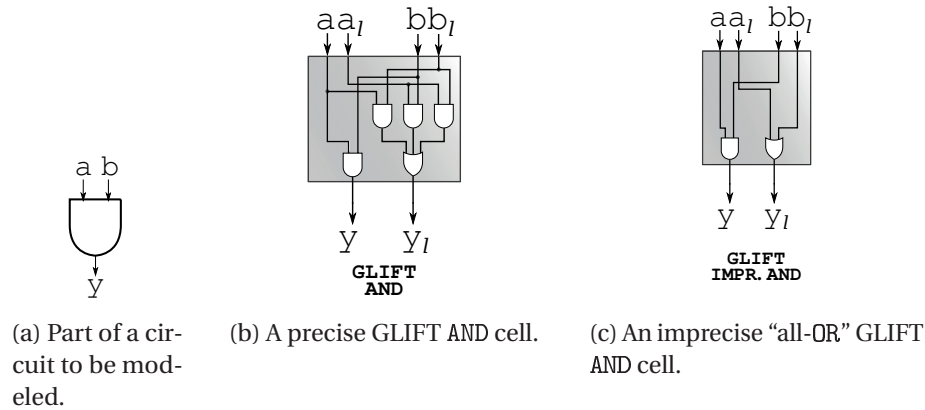 a b
y
(a) Part of a cir-
cuit to be mod-
eled.
aa_l bb_l
y y_l
GLIFT
AND
(b) A precise GLIFT AND cell.
aa_l bb_l
y y_l
GLIFT
IMPR. AND
(c) An imprecise “all-OR” GLIFT
AND cell.